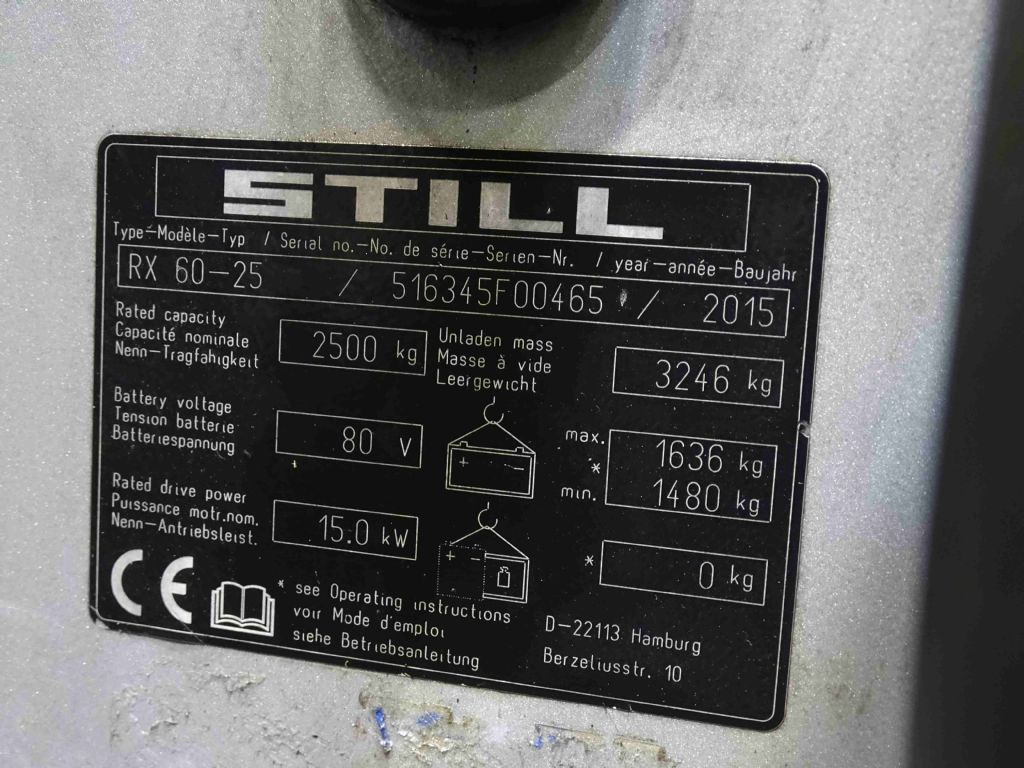 STILL
Type-Modèle-Typ / Serial no.-No. de série-Serien-Nr. / year-année-Baujahr
RX 60-25 / 516345F00465 / 2015
Rated capacity
Capacité nominale
Nenn-Tragfähigkeit
2500 kg
Unladen mass
Masse à vide
Leergewicht
3246 kg
Battery voltage
Tension batterie
Batteriespannung
80 V
+ -
max.
*
min.
1636 kg
1480 kg
Rated drive power
Puissance motr.nom.
Nenn-Antriebsleist.
15.0 kW
+ -
* 0 kg
CE
* see Operating instructions
voir Mode d'emploi
siehe Betriebsanleitung
D-22113 Hamburg
Berzeliusstr. 10